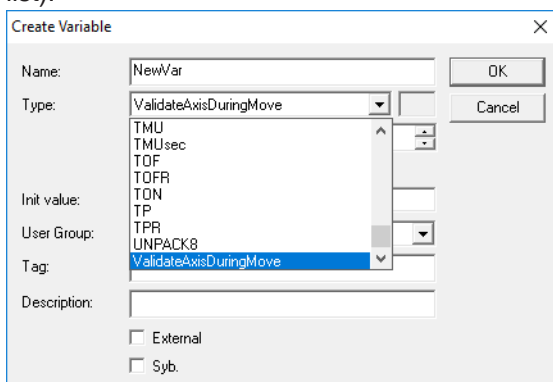 list).
Create Variable
Name: NewVar OK
Type: ValidateAxisDuringMove Cancel
TMU
TMUsec
TOF
TOFR
TON
Init value:
TP
User Group: TPR
UNPACK8
Tag: ValidateAxisDuringMove
Description:
External
Syb.